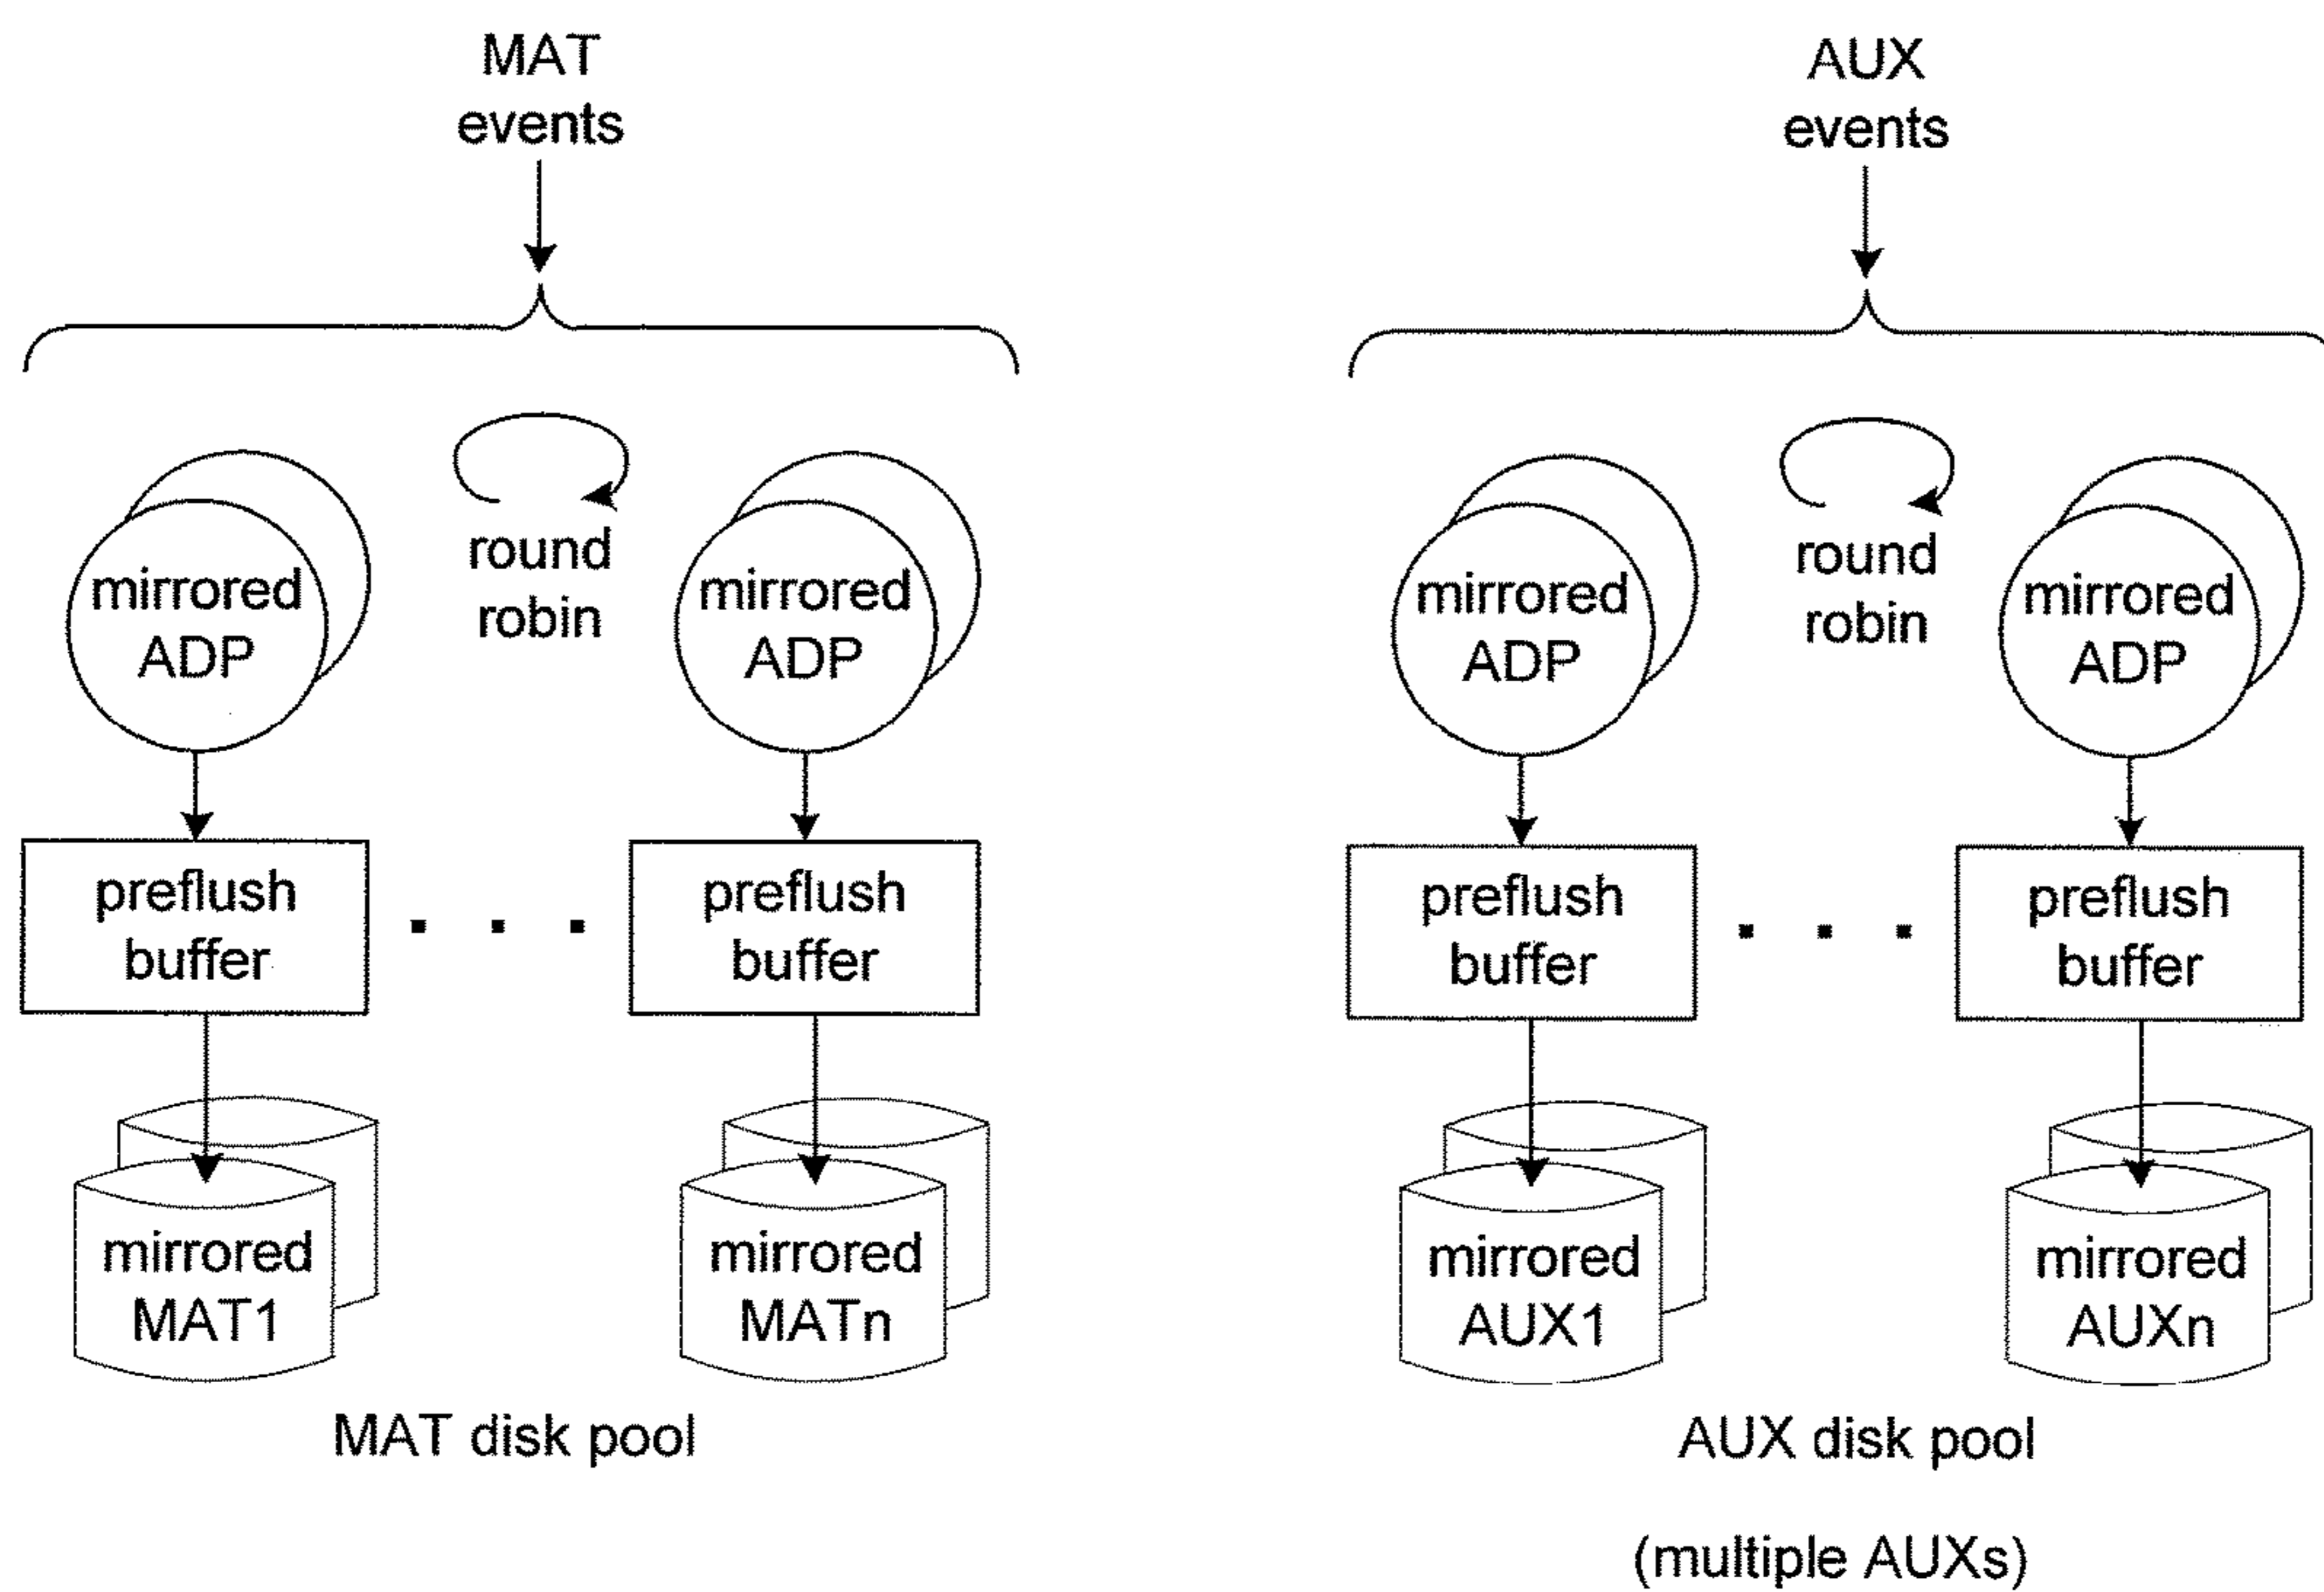 MAT
events
round
robin
mirrored
ADP
mirrored
ADP
preflush
buffer
preflush
buffer
mirrored
MAT1
mirrored
MATn
MAT disk pool
AUX
events
round
robin
mirrored
ADP
mirrored
ADP
preflush
buffer
preflush
buffer
mirrored
AUX1
mirrored
AUXn
AUX disk pool
(multiple AUXs)